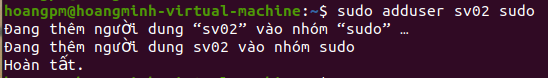 hoangpm@hoangminh-virtual-machine:~$ sudo adduser sv02 sudo
Đang thêm người dung “sv02” vào nhóm “sudo” …
Đang thêm người dung sv02 vào nhóm sudo
Hoàn tất.